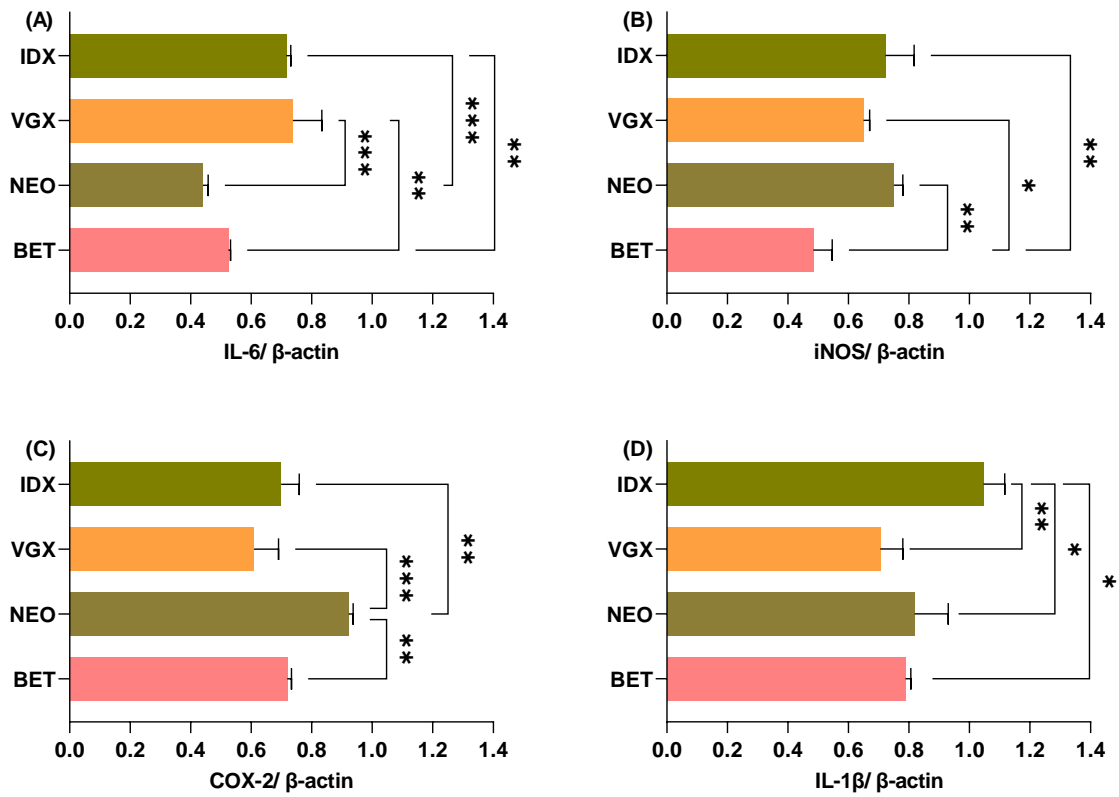 (A)
IDX
VGX
NEO
BET
***
***
**
**
0.0 0.2 0.4 0.6 0.8 1.0 1.2 1.4
IL-6/ β-actin
(B)
IDX
VGX
NEO
BET
**
*
**
0.0 0.2 0.4 0.6 0.8 1.0 1.2 1.4
iNOS/ β-actin
(C)
IDX
VGX
NEO
BET
**
***
**
0.0 0.2 0.4 0.6 0.8 1.0 1.2 1.4
COX-2/ β-actin
(D)
IDX
VGX
NEO
BET
**
*
*
0.0 0.2 0.4 0.6 0.8 1.0 1.2 1.4
IL-1β/ β-actin